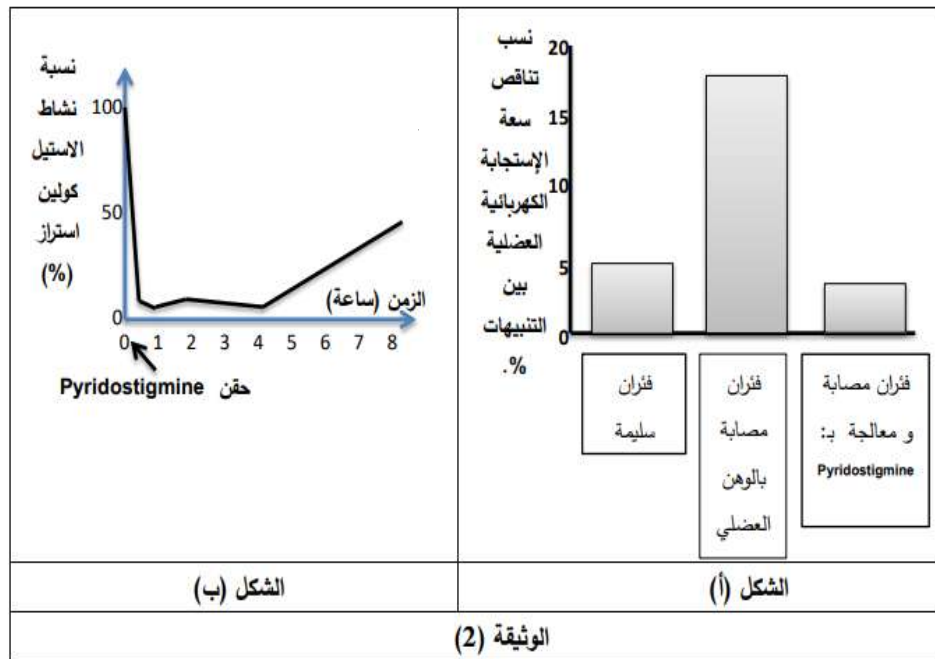 نسب
تناقص
سعة
الإستجابة
الكهربائية
العضلية
بين
التنبيهات
%.
20
15
10
5
0
فئران
سليمة
فئران
مصابة
بالوهن
العضلي
فئران مصابة
و معالجة بـ:
Pyridostigmine
الشكل (أ)
نسبة
نشاط
الاستيل
كولين
استراز
(%)
100
50
0
الزمن (ساعة)
0 1 2 3 4 5 6 7 8
حقن Pyridostigmine
الشكل (ب)
الوثيقة (2)